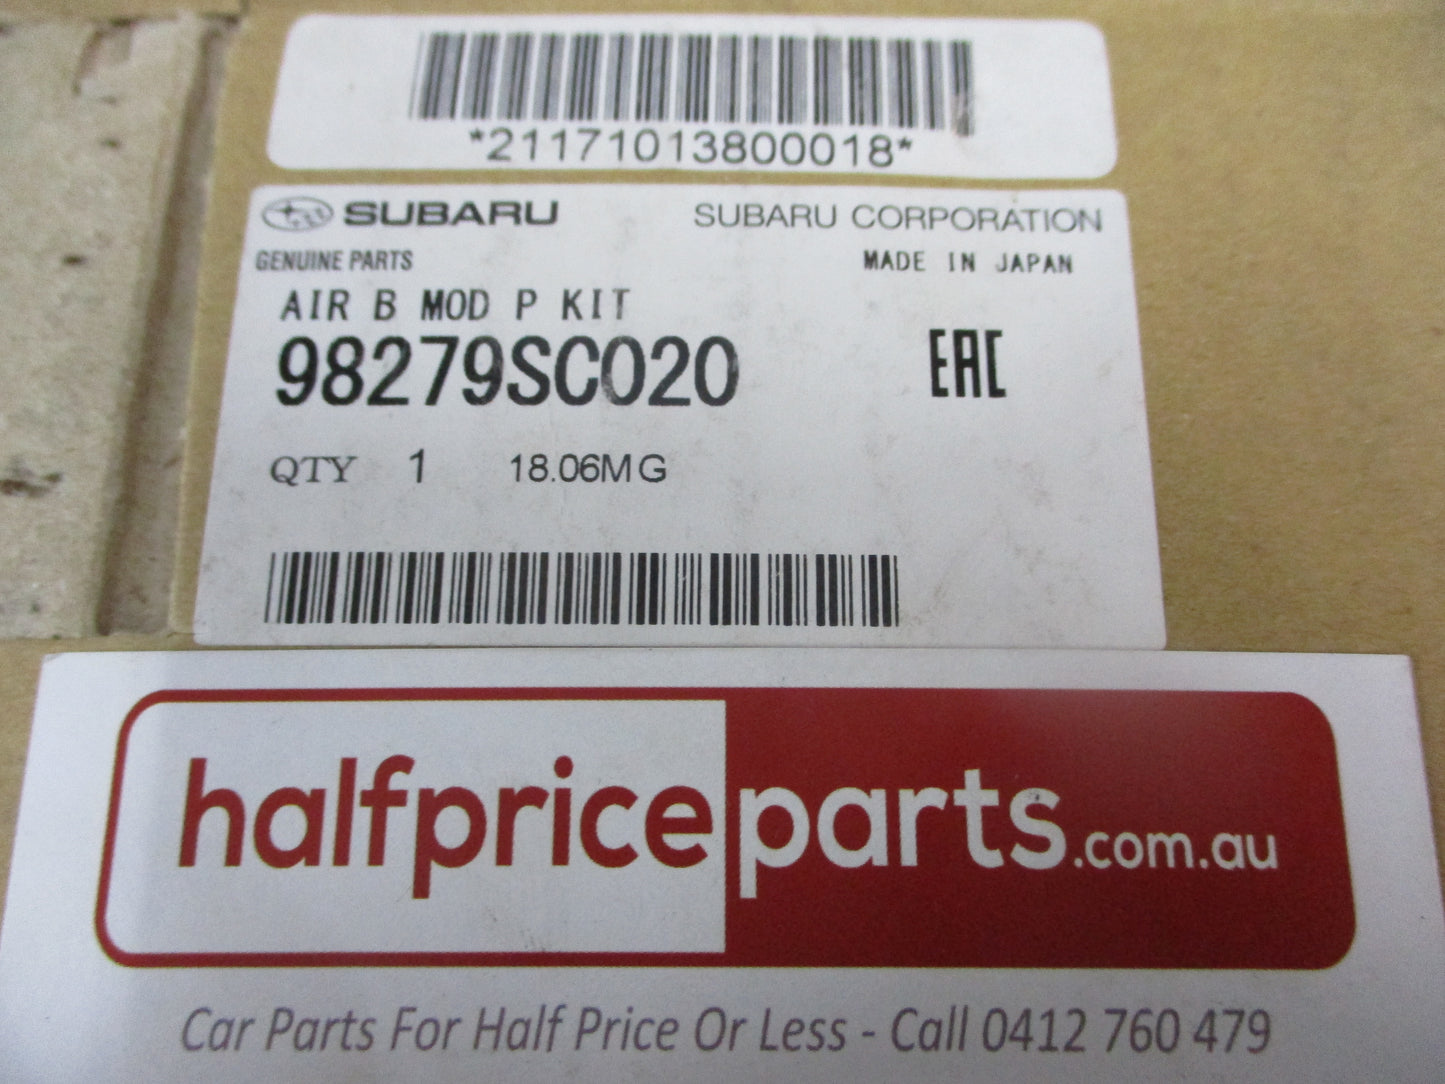 *21171013800018*
SUBARU SUBARU CORPORATION
GENUINE PARTS MADE IN JAPAN
AIR B MOD P KIT
98279SC020 EAC
QTY 1 18.06MG
halfpriceparts.com.au
Car Parts For Half Price Or Less - Call 0412 760 479